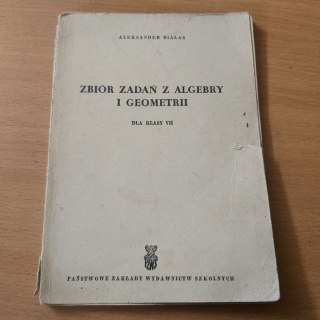 ALEKSANDER BIAŁAS
ZBIÓR ZADAŃ Z ALGEBRY
I GEOMETRII
DLA KLASY VII
PAŃSTWOWE ZAKŁADY WYDAWNICTW SZKOLNYCH